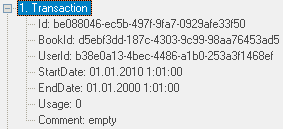 1. Transaction
Id: be088046-ec5b-497f-9fa7-0929afe33f50
BookId: d5ebf3dd-187c-4303-9c99-98aa76453ad5
UserId: b38e0a13-4bec-4486-a1b0-253a3f1468ef
StartDate: 01.01.2010 1:01:00
EndDate: 01.01.2000 1:01:00
Usage: 0
Comment: empty